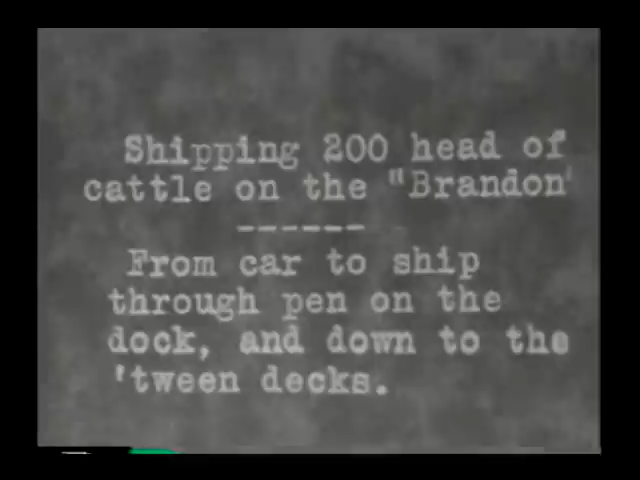 Shipping 200 head of
cattle on the "Brandon'
------
From car to ship
through pen on the
dock, and down to the
'tween decks.